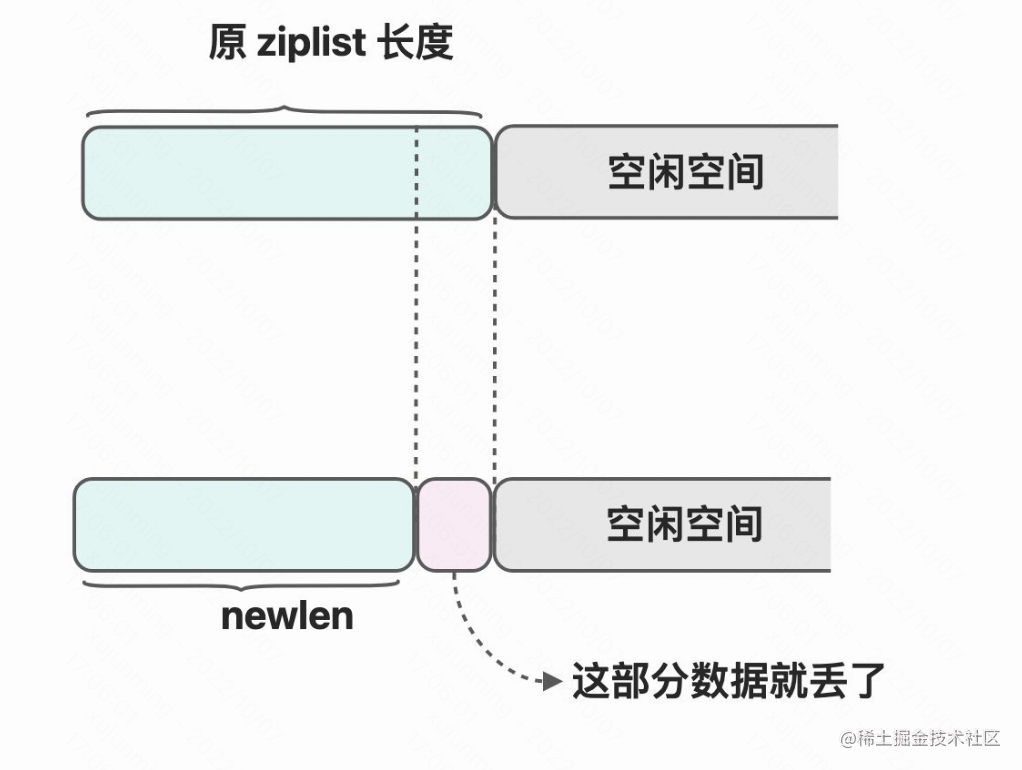 原 ziplist 长度
空闲空间
空闲空间
newlen
这部分数据就丢了
@稀土掘金技术社区